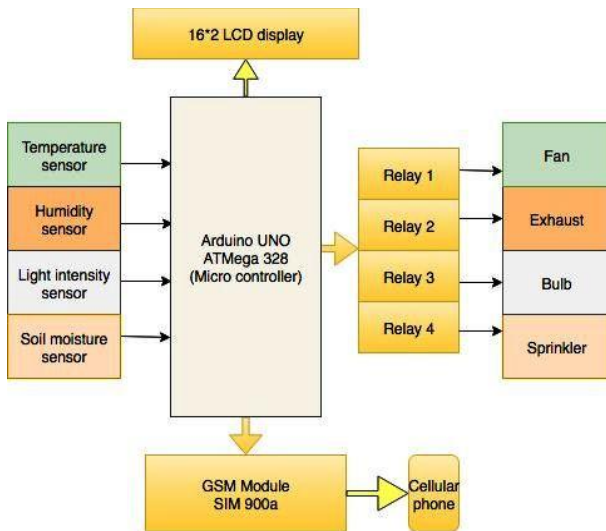 16*2 LCD display
Temperature
sensor
Humidity
sensor
Light intensity
sensor
Soil moisture
sensor
Arduino UNO
ATMega 328
(Micro controller)
Relay 1
Relay 2
Relay 3
Relay 4
Fan
Exhaust
Bulb
Sprinkler
GSM Module
SIM 900a
Cellular
phone